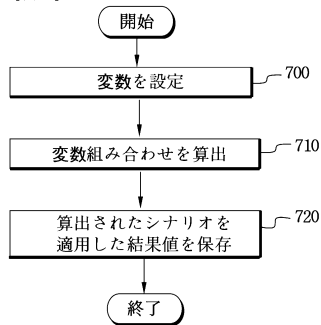 開始
変数を設定
700
変数組み合わせを算出
710
算出されたシナリオを
適用した結果値を保存
720
終了